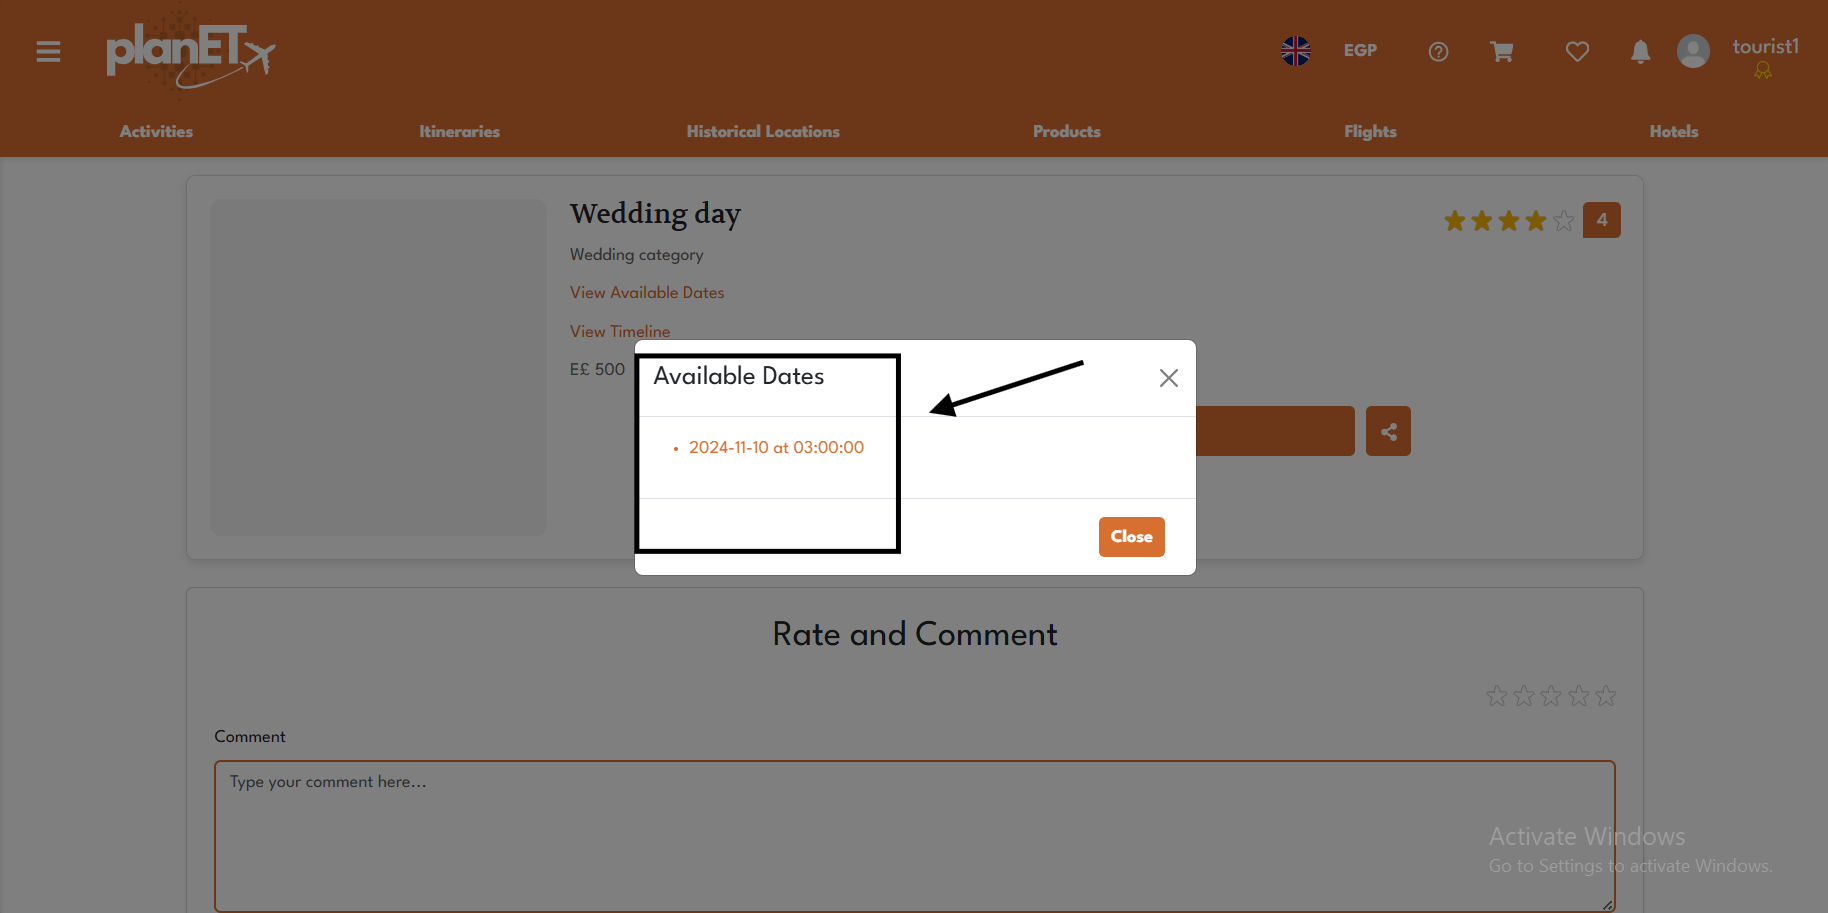 planET
EGP
tourist1
Activities
Itineraries
Historical Locations
Products
Flights
Hotels
Wedding day
4
Wedding category
View Available Dates
View Timeline
E£ 500
Available Dates
• 2024-11-10 at 03:00:00
Close
Rate and Comment
Comment
Type your comment here...
Activate Windows
Go to Settings to activate Windows.